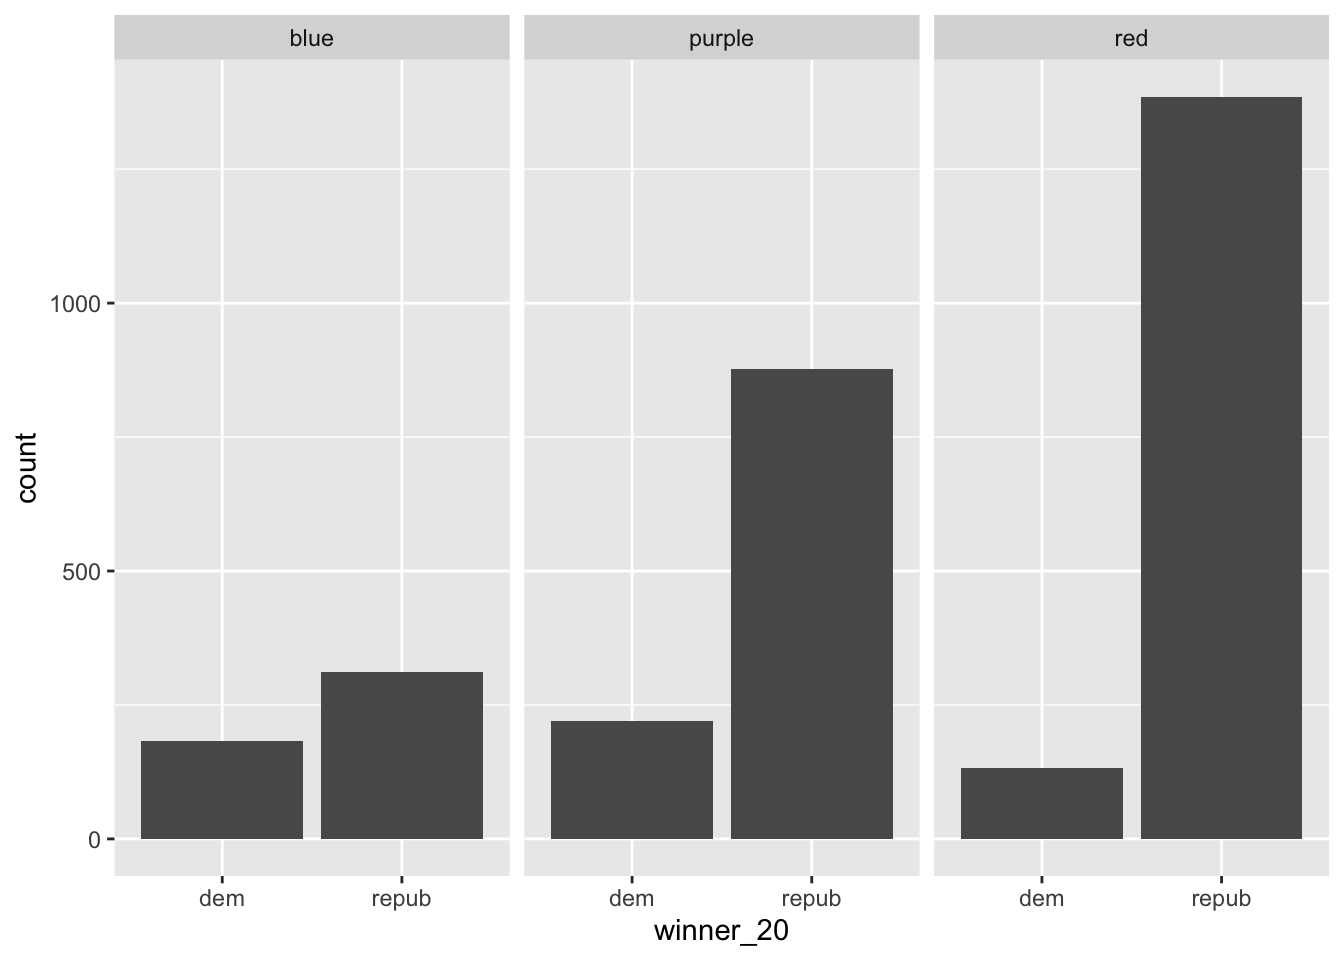 blue
purple
red
1000
500
0
count
dem
repub
dem
repub
dem
repub
winner_20